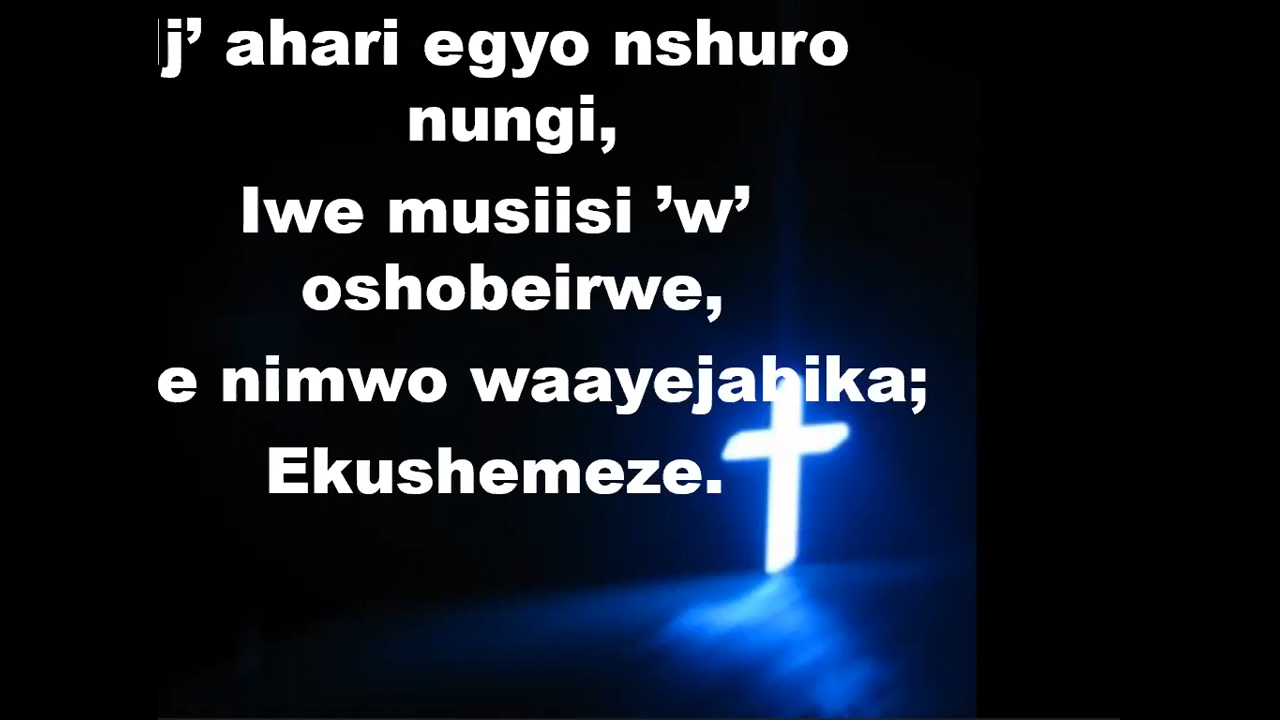 j’ ahari egyo nshuro
nungi,
Iwe musiisi ’w’
oshobeirwe,
e nimwo waayejabika;
Ekushemeze.